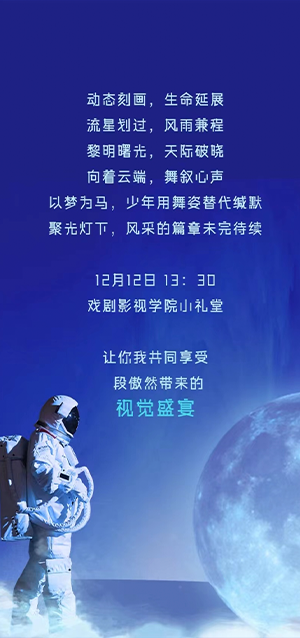 动态刻画，生命延展
流星划过，风雨兼程
黎明曙光，天际破晓
向着云端，舞叙心声
以梦为马，少年用舞姿替代缄默
聚光灯下，风采的篇章未完待续
12月12日 13：30
戏剧影视学院小礼堂
让你我共同享受
段傲然带来的
视觉盛宴